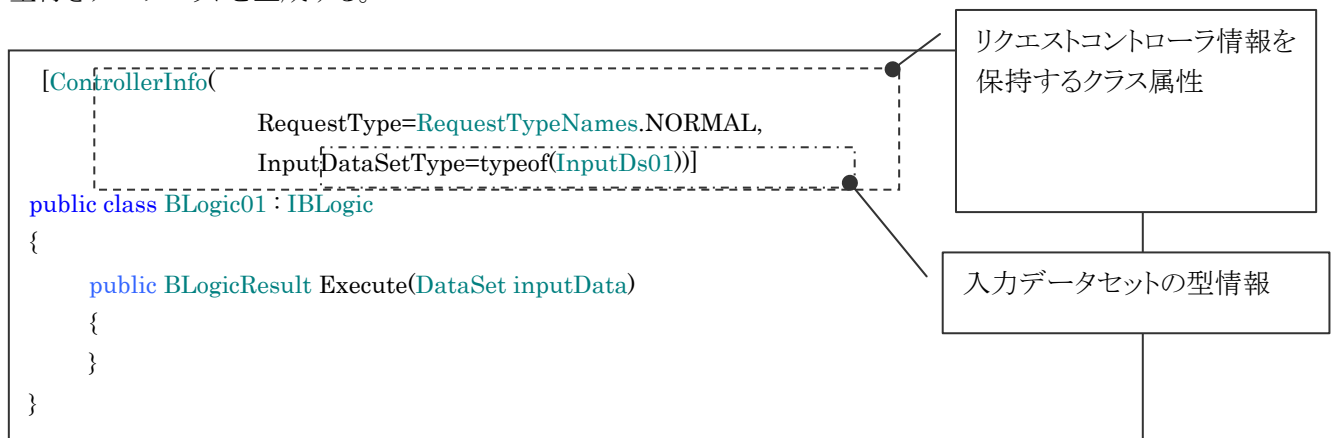 リクエストコントローラ情報を
保持するクラス属性
[ControllerInfo(
RequestType=RequestTypeNames.NORMAL,
InputDataSetType=typeof(InputDs01))]
public class BLogic01 : IBLogic
{
入力データセットの型情報
public BLogicResult Execute(DataSet inputData)
{
}
}